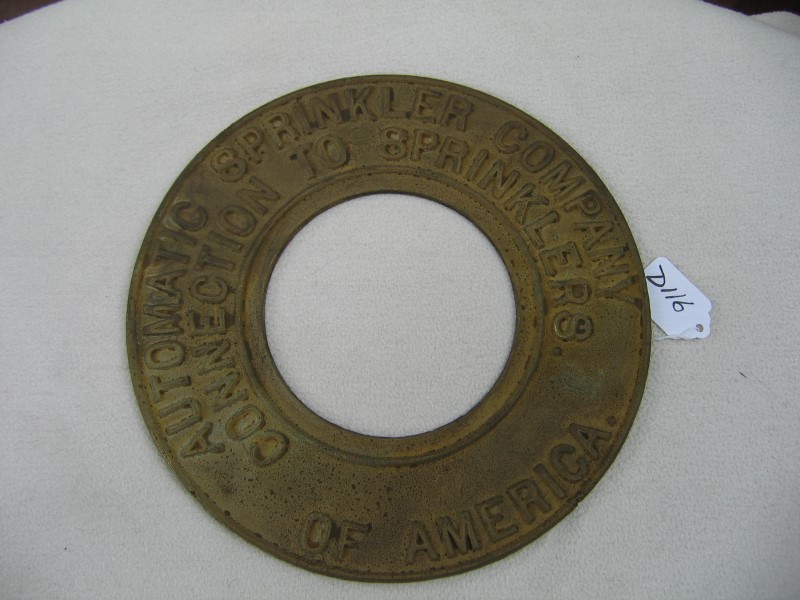 AUTOMATIC SPRINKLER COMPANY
CONNECTION TO SPRINKLERS.
OF AMERICA.
D116